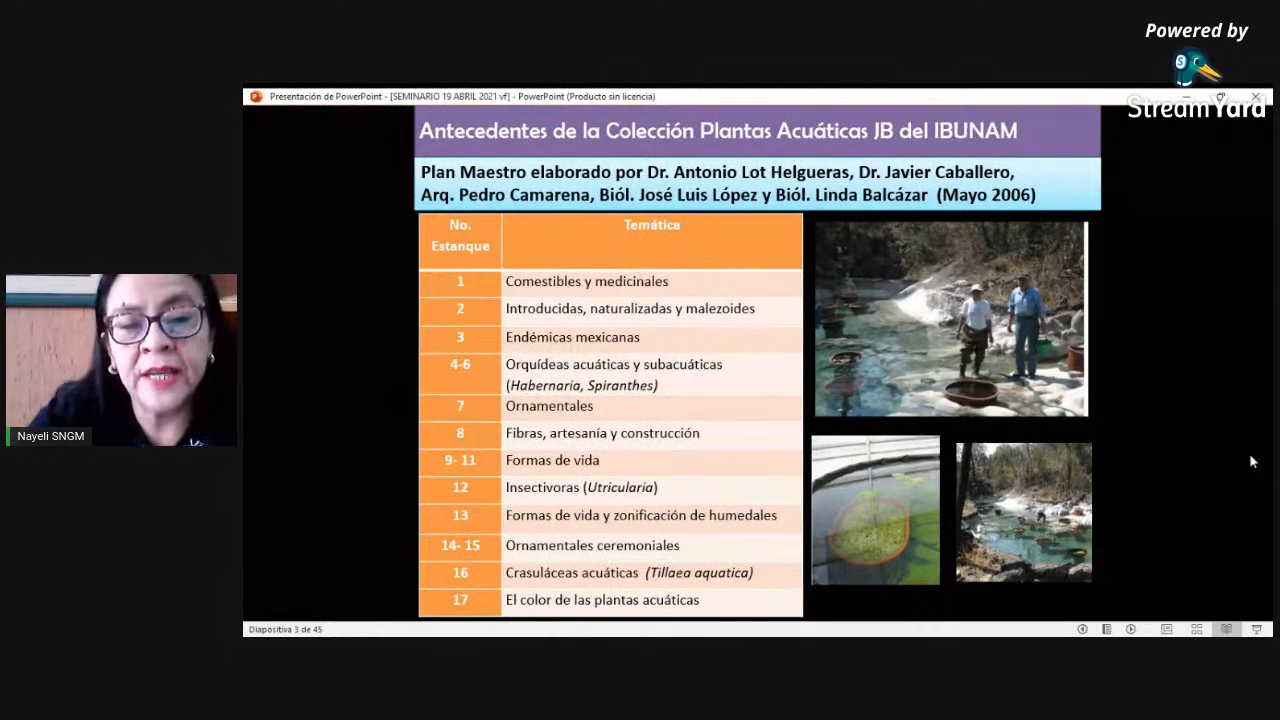 Powered by
StreamYard
Presentación de PowerPoint - [SEMINARIO 19 ABRIL 2021 vf] - PowerPoint (Producto sin licencia)
Antecedentes de la Colección Plantas Acuáticas JB del IBUNAM
Plan Maestro elaborado por Dr. Antonio Lot Helgueras, Dr. Javier Caballero,
Arq. Pedro Camarena, Biól. José Luis López y Biól. Linda Balcázar (Mayo 2006)
No. Estanque Temática
1 Comestibles y medicinales
2 Introducidas, naturalizadas y malezoides
3 Endémicas mexicanas
4-6 Orquídeas acuáticas y subacuáticas
(Habernaria, Spiranthes)
7 Ornamentales
8 Fibras, artesanía y construcción
9- 11 Formas de vida
12 Insectivoras (Utricularia)
13 Formas de vida y zonificación de humedales
14- 15 Ornamentales ceremoniales
16 Crasuláceas acuáticas (Tillaea aquatica)
17 El color de las plantas acuáticas
Nayeli SNGM
Diapositiva 3 de 45